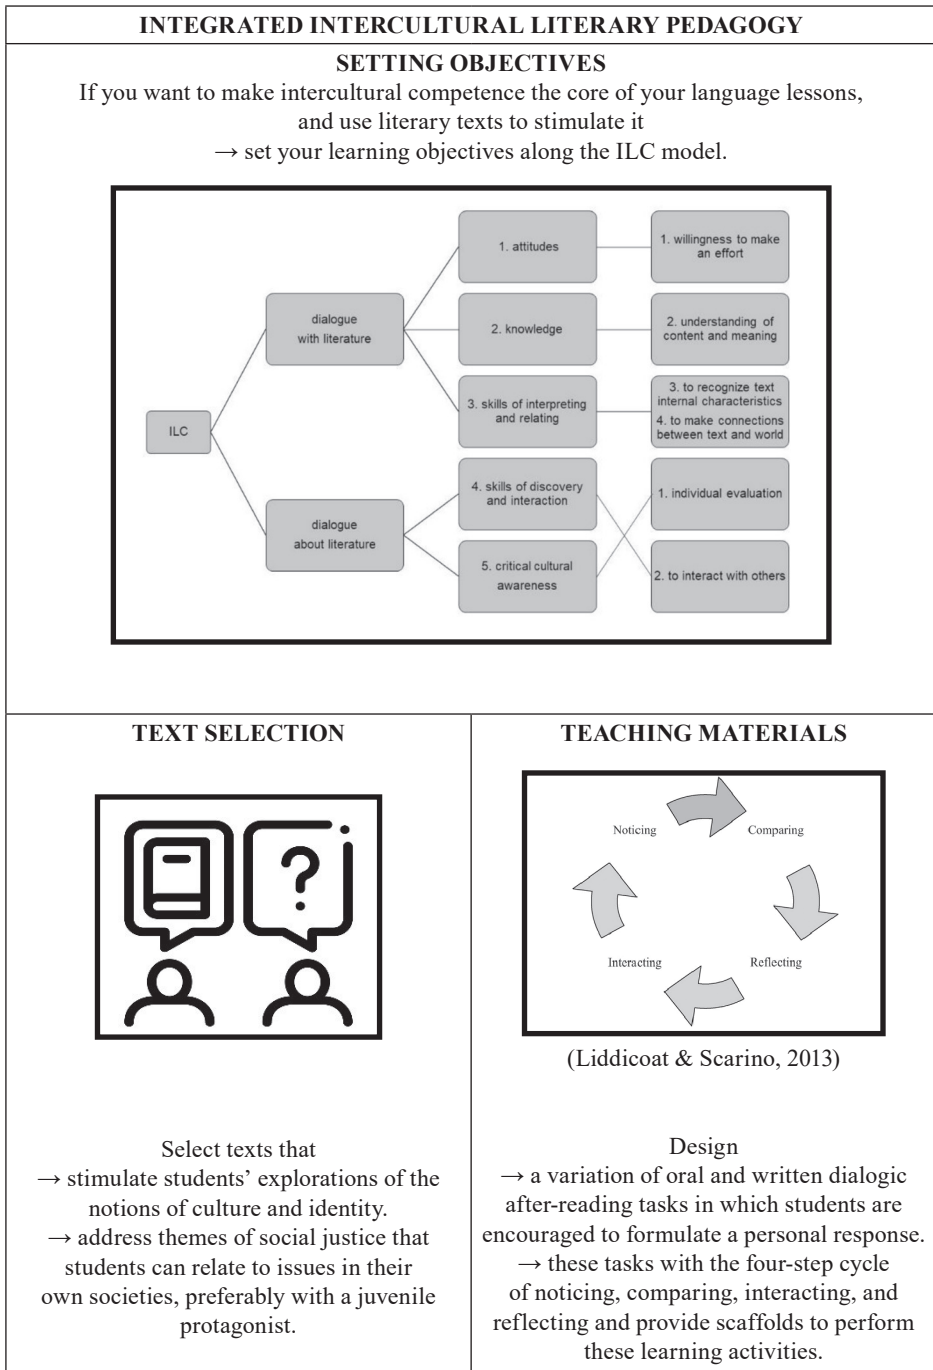 INTEGRATED INTERCULTURAL LITERARY PEDAGOGY
SETTING OBJECTIVES
If you want to make intercultural competence the core of your language lessons,
and use literary texts to stimulate it
→ set your learning objectives along the ILC model.
ILC
dialogue
with literature
dialogue
about literature
1. attitudes
2. knowledge
3. skills of interpreting
and relating
4. skills of discovery
and interaction
5. critical cultural
awareness
1. willingness to make
an effort
2. understanding of
content and meaning
3. to recognize text
internal characteristics
4. to make connections
between text and world
1. individual evaluation
2. to interact with others
TEXT SELECTION
?
Select texts that
→ stimulate students’ explorations of the
notions of culture and identity.
→ address themes of social justice that
students can relate to issues in their
own societies, preferably with a juvenile
protagonist.
TEACHING MATERIALS
Noticing
Comparing
Interacting
Reflecting
(Liddicoat & Scarino, 2013)
Design
→ a variation of oral and written dialogic
after-reading tasks in which students are
encouraged to formulate a personal response.
→ these tasks with the four-step cycle
of noticing, comparing, interacting, and
reflecting and provide scaffolds to perform
these learning activities.